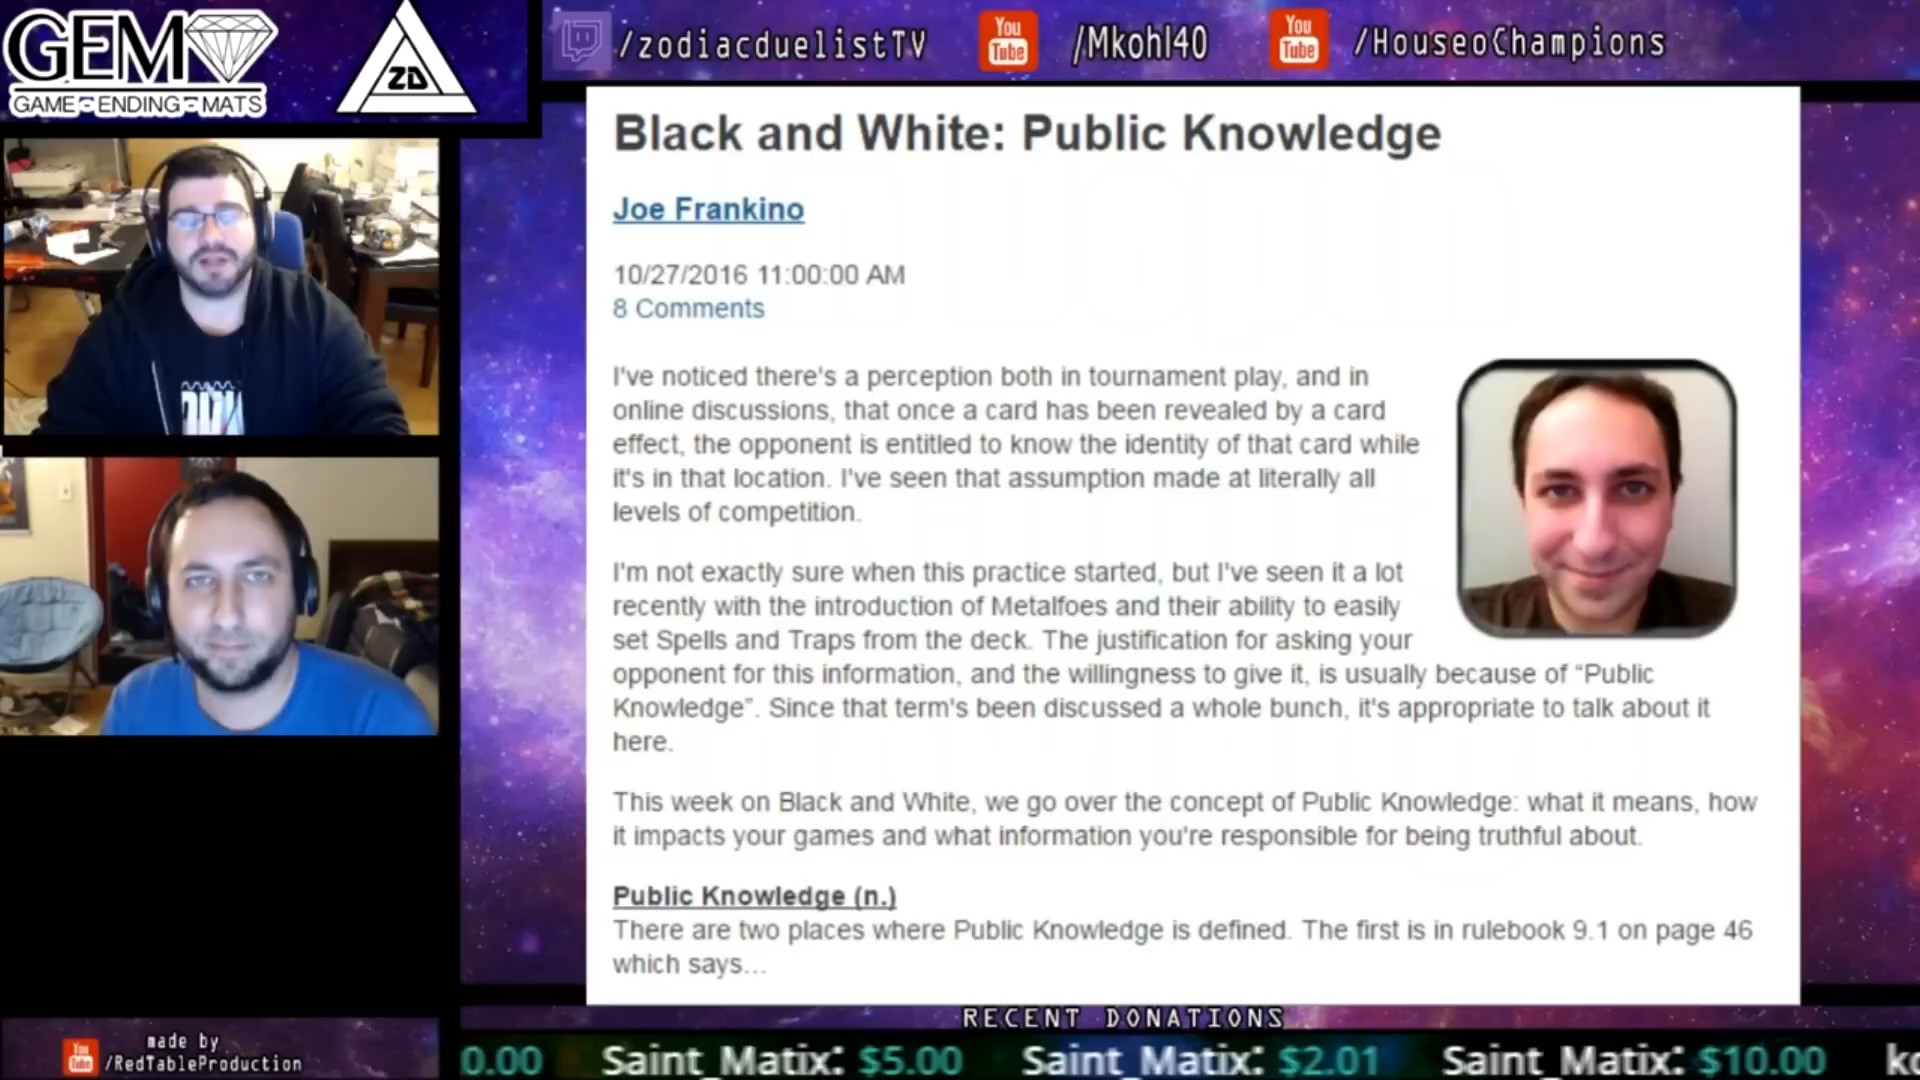 GEM
GAME-ENDING-MATS
ZD
/zodiacduelistTV
You Tube
/Mkohl40
You Tube
/HouseoChampions
Black and White: Public Knowledge
Joe Frankino
10/27/2016 11:00:00 AM
8 Comments
I've noticed there's a perception both in tournament play, and in
online discussions, that once a card has been revealed by a card
effect, the opponent is entitled to know the identity of that card while
it's in that location. I've seen that assumption made at literally all
levels of competition.
I'm not exactly sure when this practice started, but I've seen it a lot
recently with the introduction of Metalfoes and their ability to easily
set Spells and Traps from the deck. The justification for asking your
opponent for this information, and the willingness to give it, is usually because of “Public
Knowledge”. Since that term's been discussed a whole bunch, it's appropriate to talk about it
here.
This week on Black and White, we go over the concept of Public Knowledge: what it means, how
it impacts your games and what information you're responsible for being truthful about.
Public Knowledge (n.)
There are two places where Public Knowledge is defined. The first is in rulebook 9.1 on page 46
which says...
RECENT DONATIONS
0.00 Saint_Matix: $5.00 Saint_Matix: $2.01 Saint_Matix: $10.00
You Tube
made by
/RedTableProduction